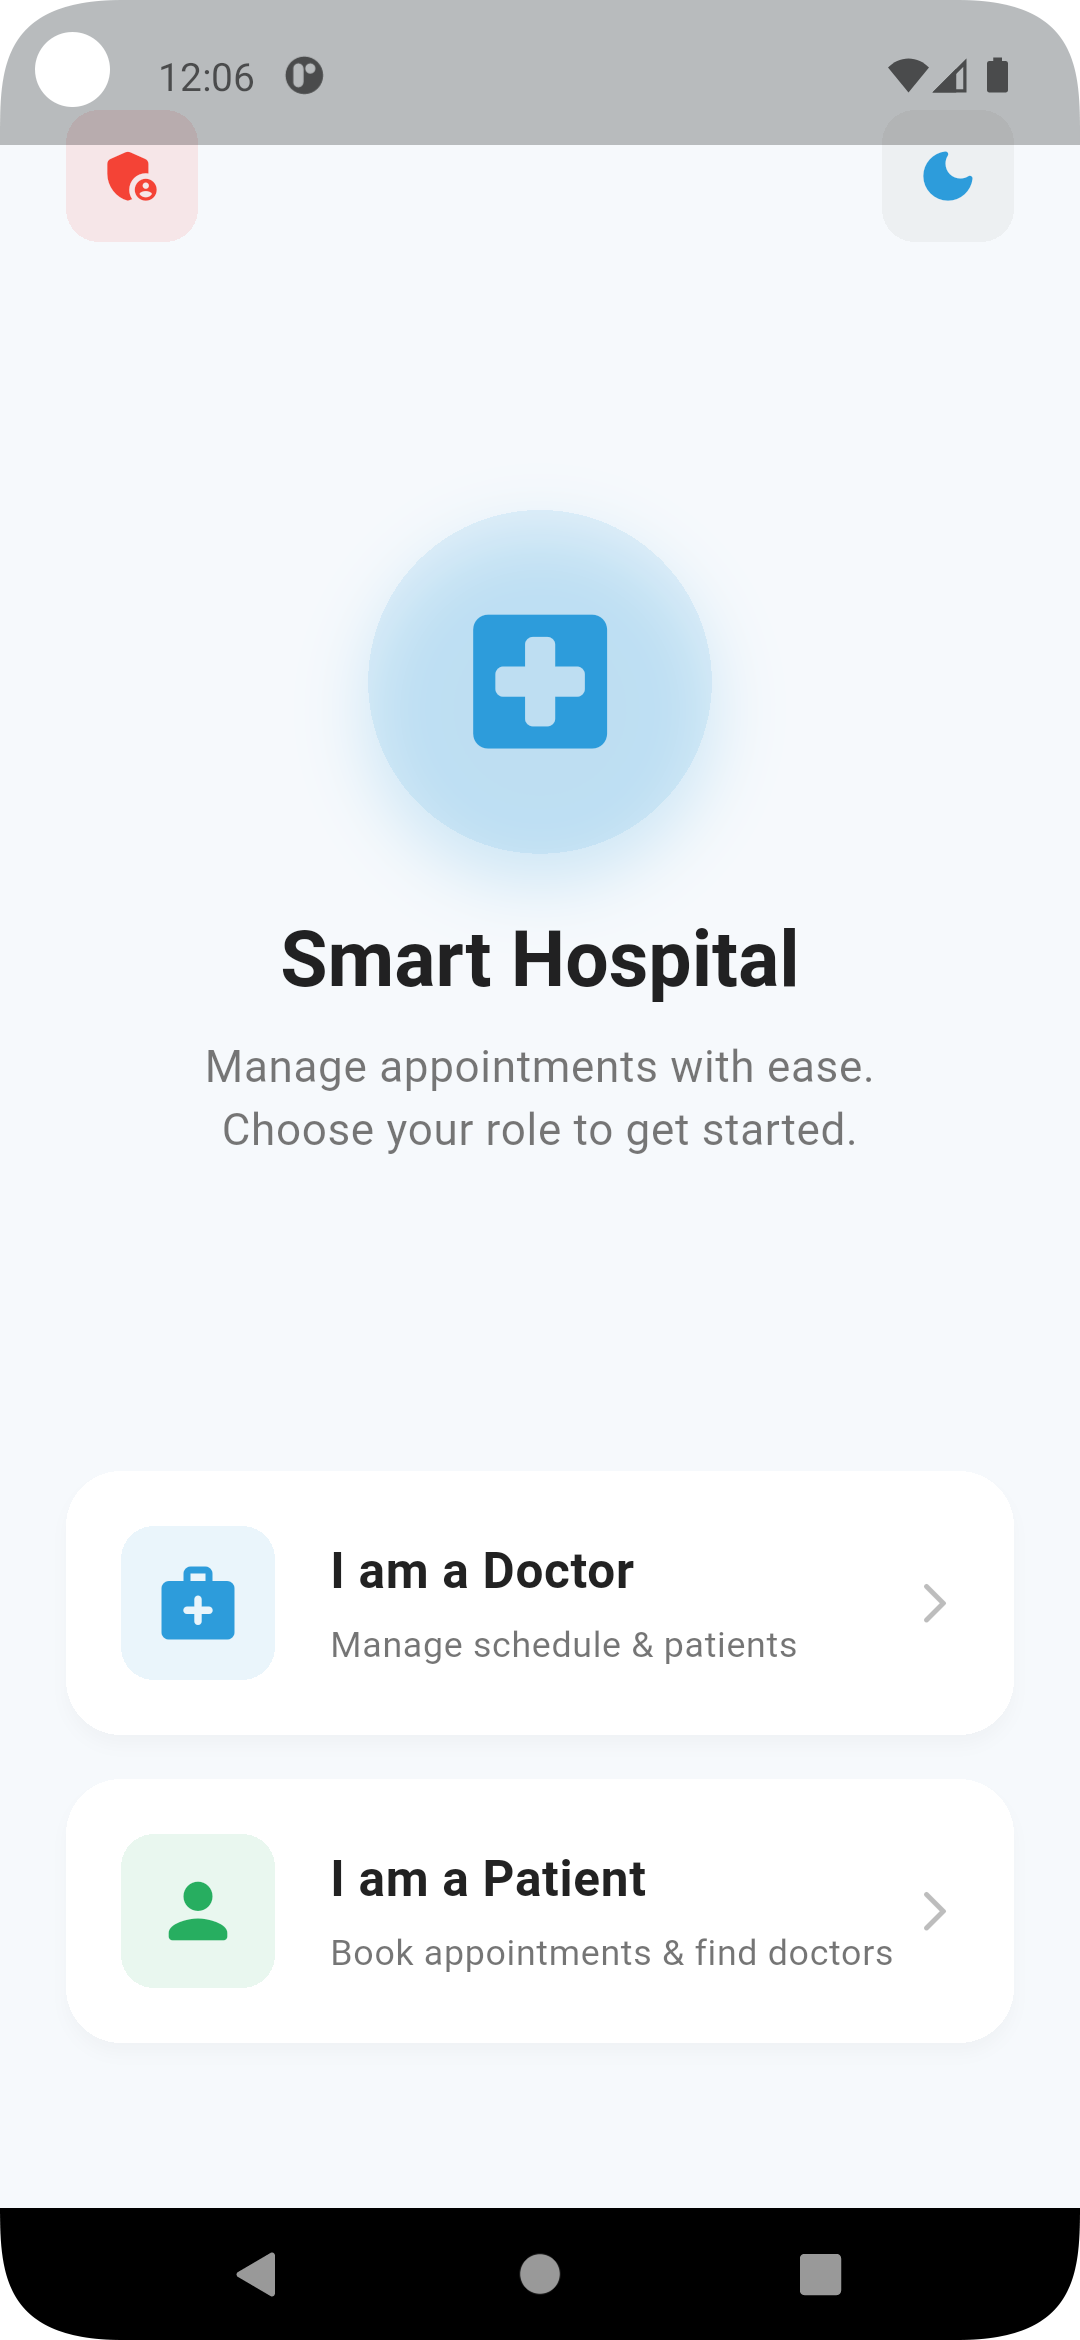 12:06
Smart Hospital
Manage appointments with ease.
Choose your role to get started.
I am a Doctor
Manage schedule & patients
I am a Patient
Book appointments & find doctors